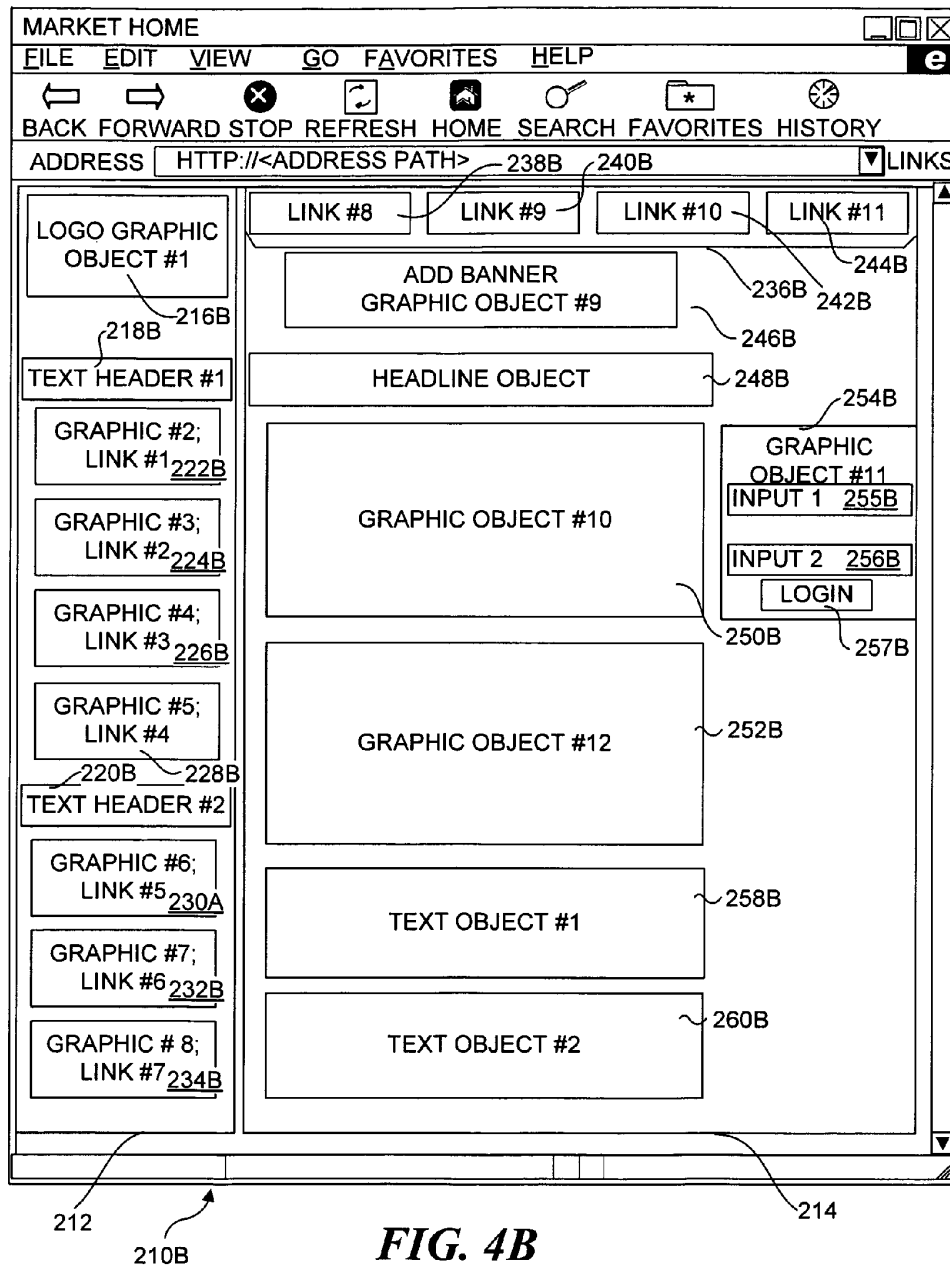 MARKET HOME
FILE EDIT VIEW GO FAVORITES HELP
e
BACK FORWARD STOP REFRESH HOME SEARCH FAVORITES HISTORY
ADDRESS HTTP://<ADDRESS PATH> LINKS
238B 240B
LOGO GRAPHIC
OBJECT #1
216B
218B
TEXT HEADER #1
GRAPHIC #2;
LINK #1 222B
GRAPHIC #3;
LINK #2 224B
GRAPHIC #4;
LINK #3 226B
GRAPHIC #5;
LINK #4
220B 228B
TEXT HEADER #2
GRAPHIC #6;
LINK #5 230A
GRAPHIC #7;
LINK #6 232B
GRAPHIC # 8;
LINK #7 234B
LINK #8 LINK #9 LINK #10 LINK #11
244B
236B 242B
ADD BANNER
GRAPHIC OBJECT #9
246B
HEADLINE OBJECT 248B
254B
GRAPHIC
OBJECT #11
INPUT 1 255B
INPUT 2 256B
LOGIN
257B
GRAPHIC OBJECT #10
250B
GRAPHIC OBJECT #12 252B
TEXT OBJECT #1 258B
TEXT OBJECT #2 260B
212 214
210B
FIG. 4B